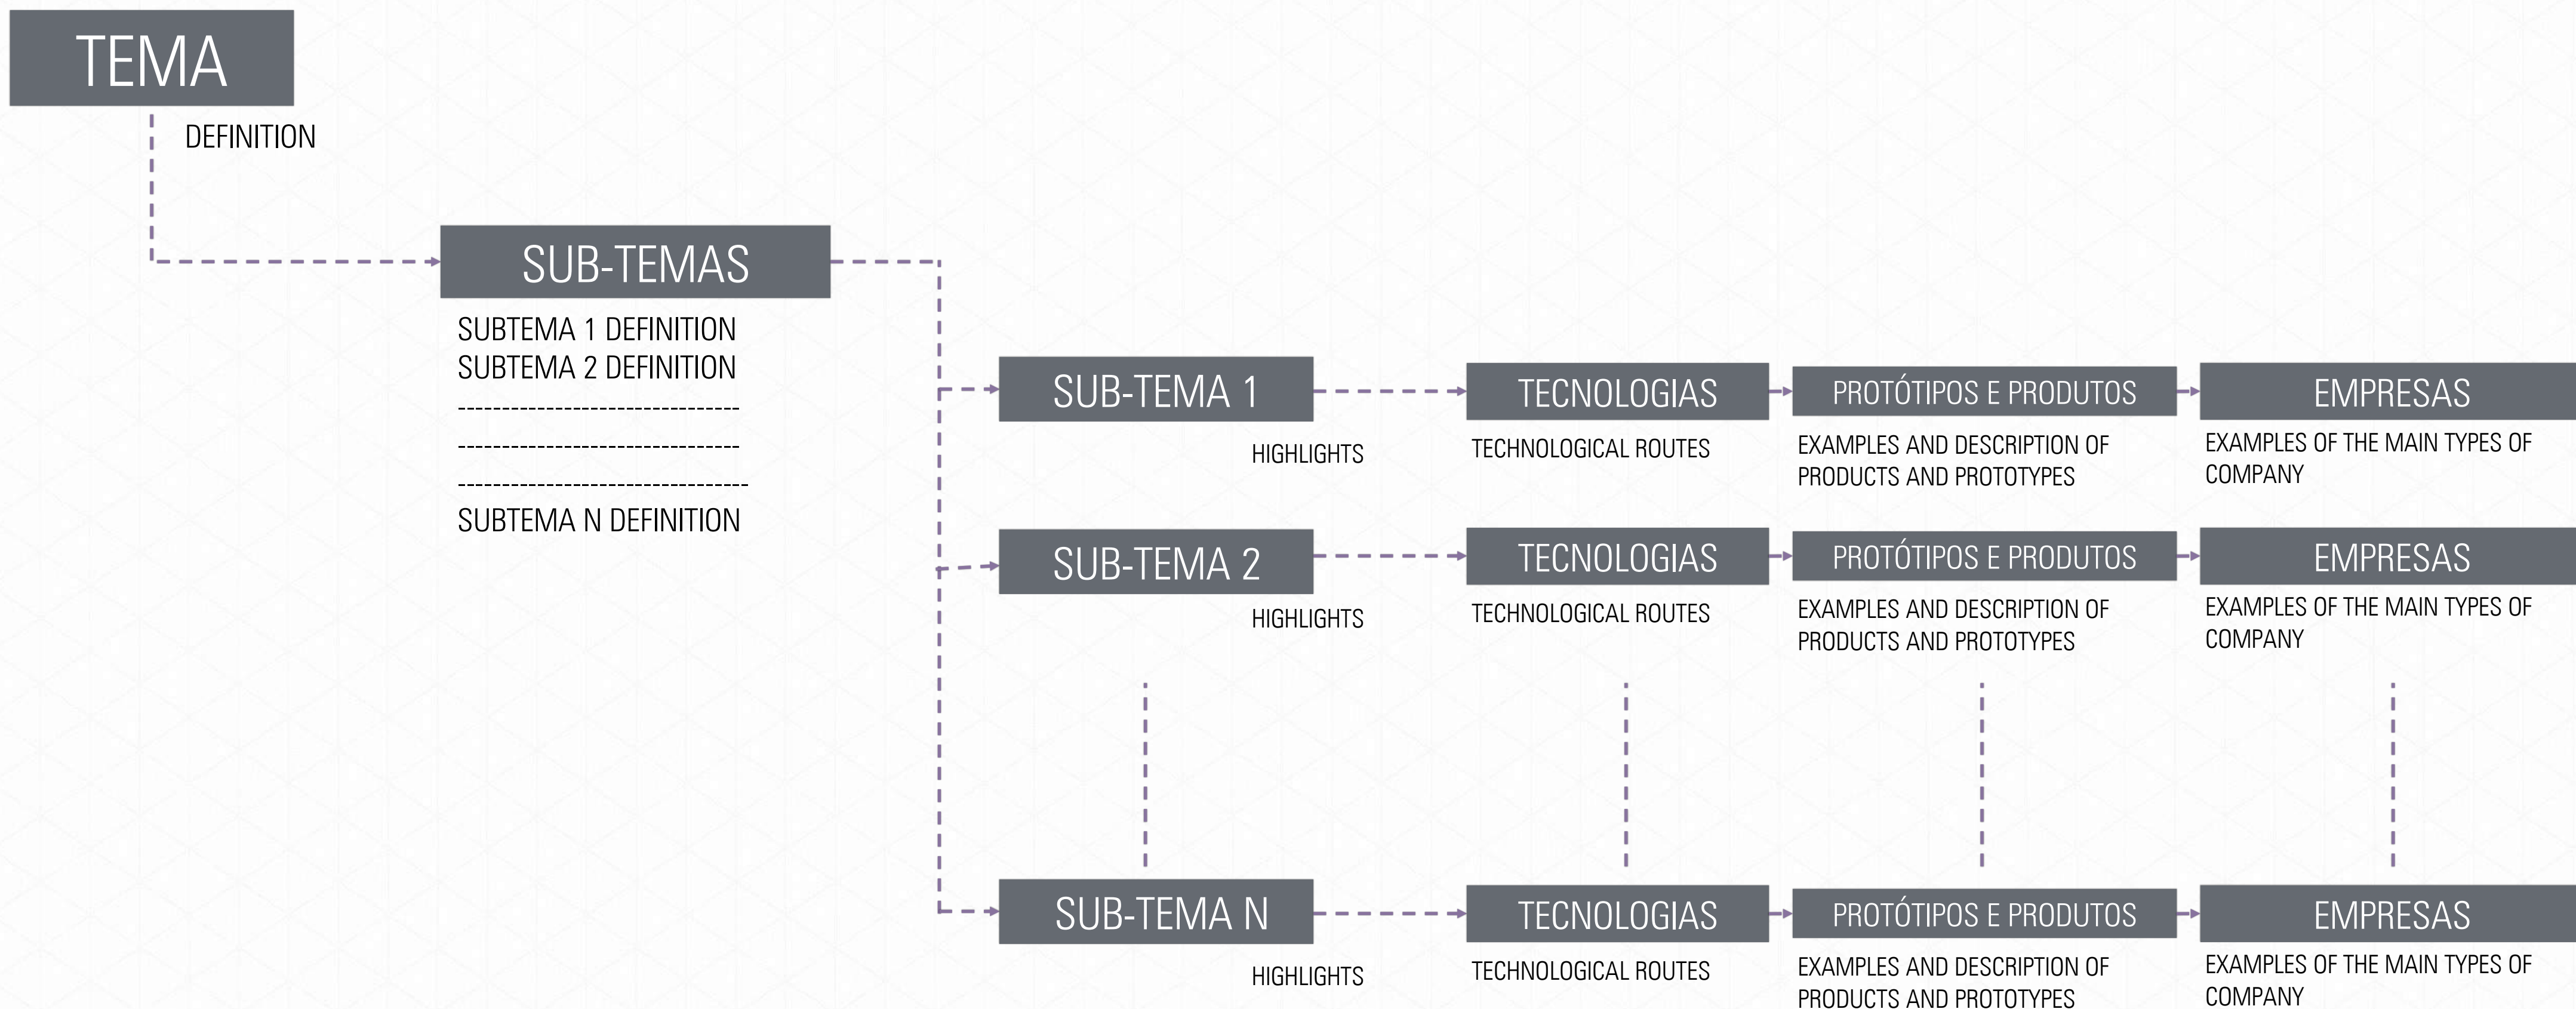 TEMA
DEFINITION
SUB-TEMAS
SUBTEMA 1 DEFINITION
SUBTEMA 2 DEFINITION
--------------------------------
--------------------------------
---------------------------------
SUBTEMA N DEFINITION
SUB-TEMA 1
HIGHLIGHTS
TECNOLOGIAS
TECHNOLOGICAL ROUTES
PROTÓTIPOS E PRODUTOS
EXAMPLES AND DESCRIPTION OF
PRODUCTS AND PROTOTYPES
EMPRESAS
EXAMPLES OF THE MAIN TYPES OF
COMPANY
SUB-TEMA 2
HIGHLIGHTS
TECNOLOGIAS
TECHNOLOGICAL ROUTES
PROTÓTIPOS E PRODUTOS
EXAMPLES AND DESCRIPTION OF
PRODUCTS AND PROTOTYPES
EMPRESAS
EXAMPLES OF THE MAIN TYPES OF
COMPANY
SUB-TEMA N
HIGHLIGHTS
TECNOLOGIAS
TECHNOLOGICAL ROUTES
PROTÓTIPOS E PRODUTOS
EXAMPLES AND DESCRIPTION OF
PRODUCTS AND PROTOTYPES
EMPRESAS
EXAMPLES OF THE MAIN TYPES OF
COMPANY